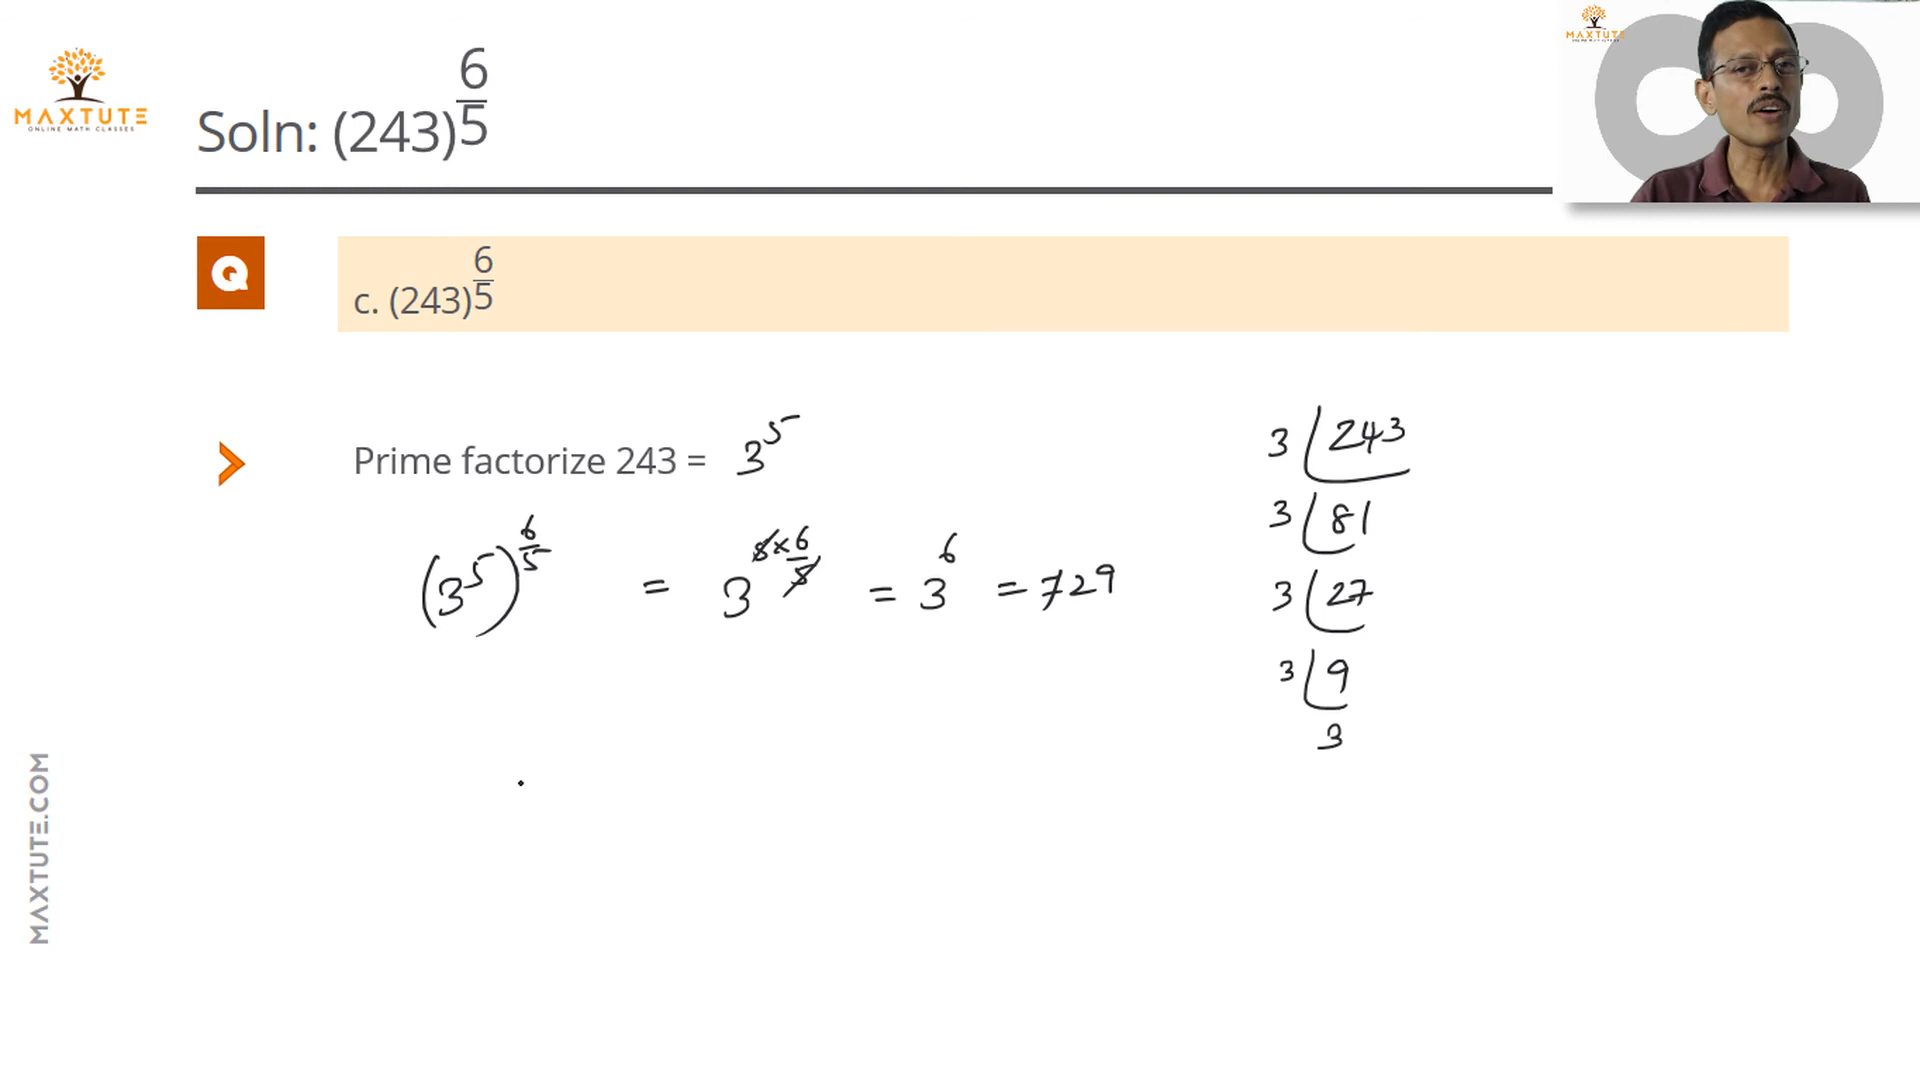 MAXTUTE
ONLINE MATH CLASSES
Soln: (243)^(6/5)
MAXTUTE
Q
c. (243)^(6/5)
Prime factorize 243 = 3^5
(3^5)^(6/5) = 3^(5×6/5) = 3^6 = 729
3 | 243
3 | 81
3 | 27
3 | 9
3
MAXTUTE.COM